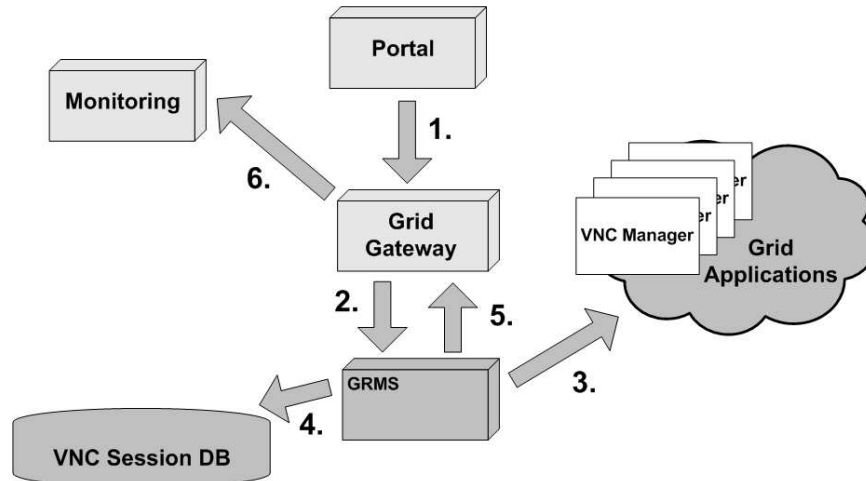 Portal
Monitoring
1.
6.
Grid
Gateway
VNC Manager
Grid
Applications
2.
5.
3.
GRMS
4.
VNC Session DB